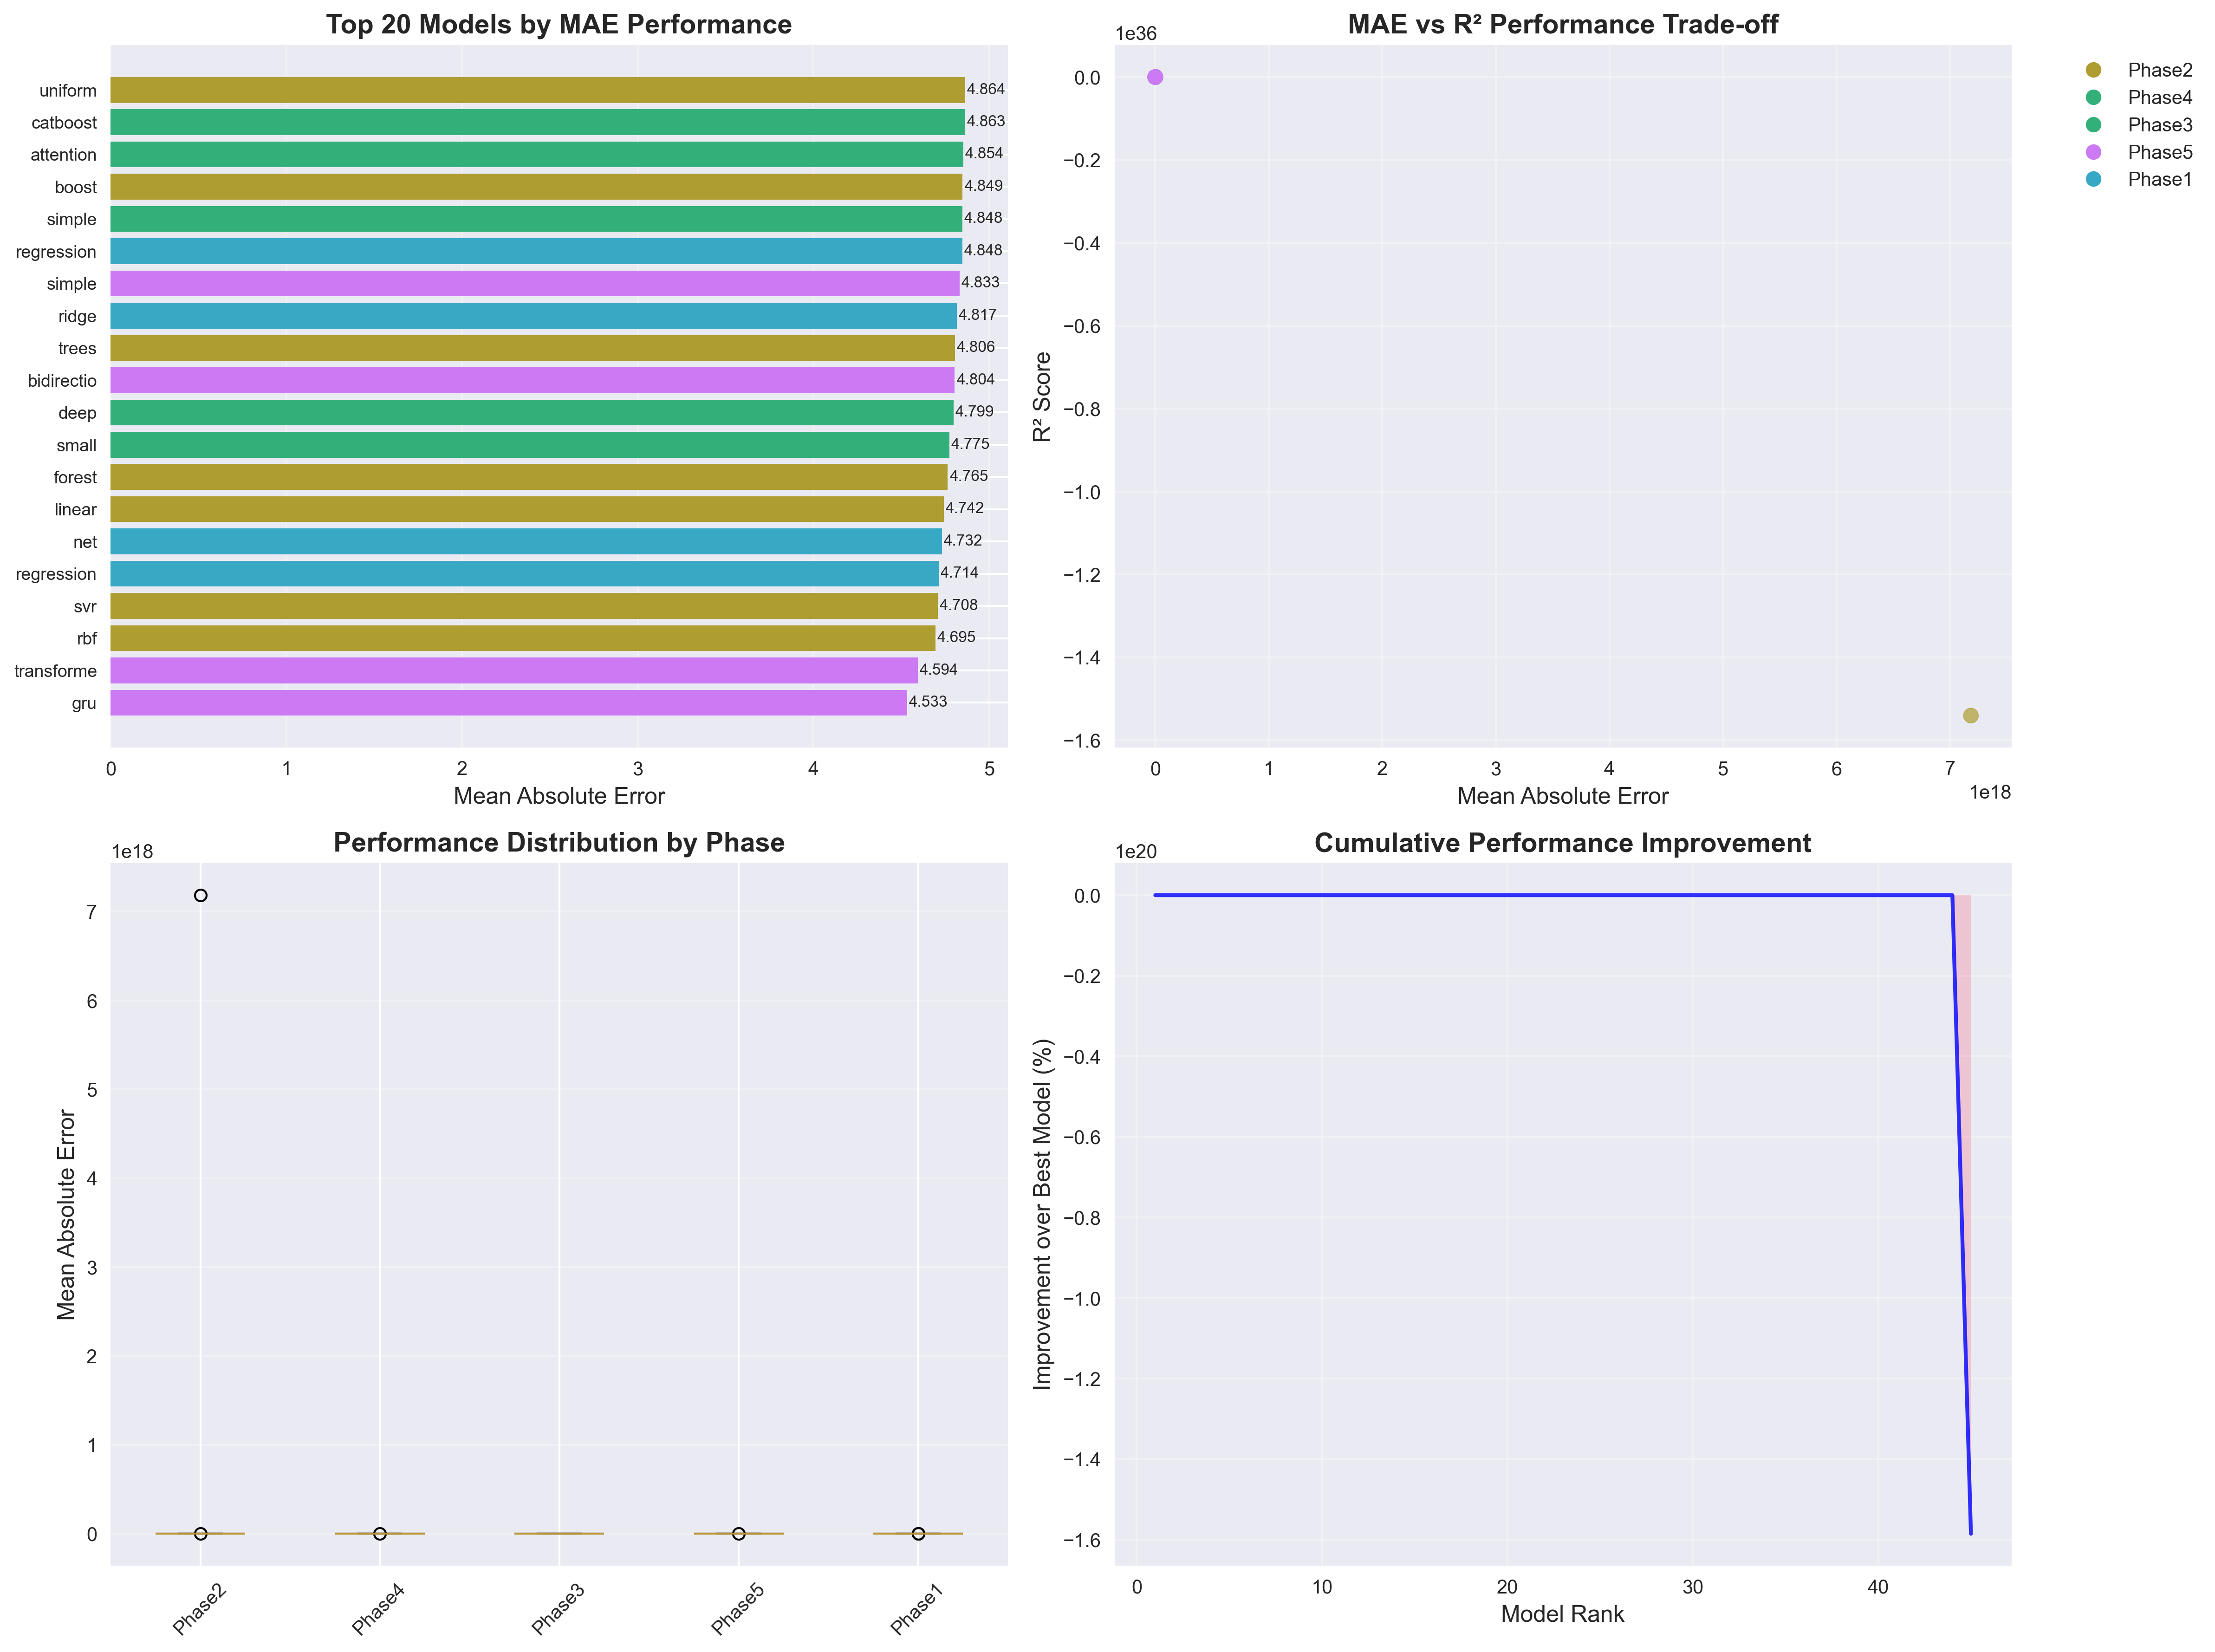 Top 20 Models by MAE Performance
uniform
catboost
attention
boost
simple
regression
simple
ridge
trees
bidirectio
deep
small
forest
linear
net
regression
svr
rbf
transforme
gru
4.864
4.863
4.854
4.849
4.848
4.848
4.833
4.817
4.806
4.804
4.799
4.775
4.765
4.742
4.732
4.714
4.708
4.695
4.594
4.533
0 1 2 3 4 5
Mean Absolute Error
MAE vs R² Performance Trade-off
1e36
R² Score
0.0
−0.2
−0.4
−0.6
−0.8
−1.0
−1.2
−1.4
−1.6
0 1 2 3 4 5 6 7
1e18
Mean Absolute Error
Phase2
Phase4
Phase3
Phase5
Phase1
Performance Distribution by Phase
1e18
Mean Absolute Error
7
6
5
4
3
2
1
0
Phase2 Phase4 Phase3 Phase5 Phase1
Cumulative Performance Improvement
1e20
Improvement over Best Model (%)
0.0
−0.2
−0.4
−0.6
−0.8
−1.0
−1.2
−1.4
−1.6
0 10 20 30 40
Model Rank